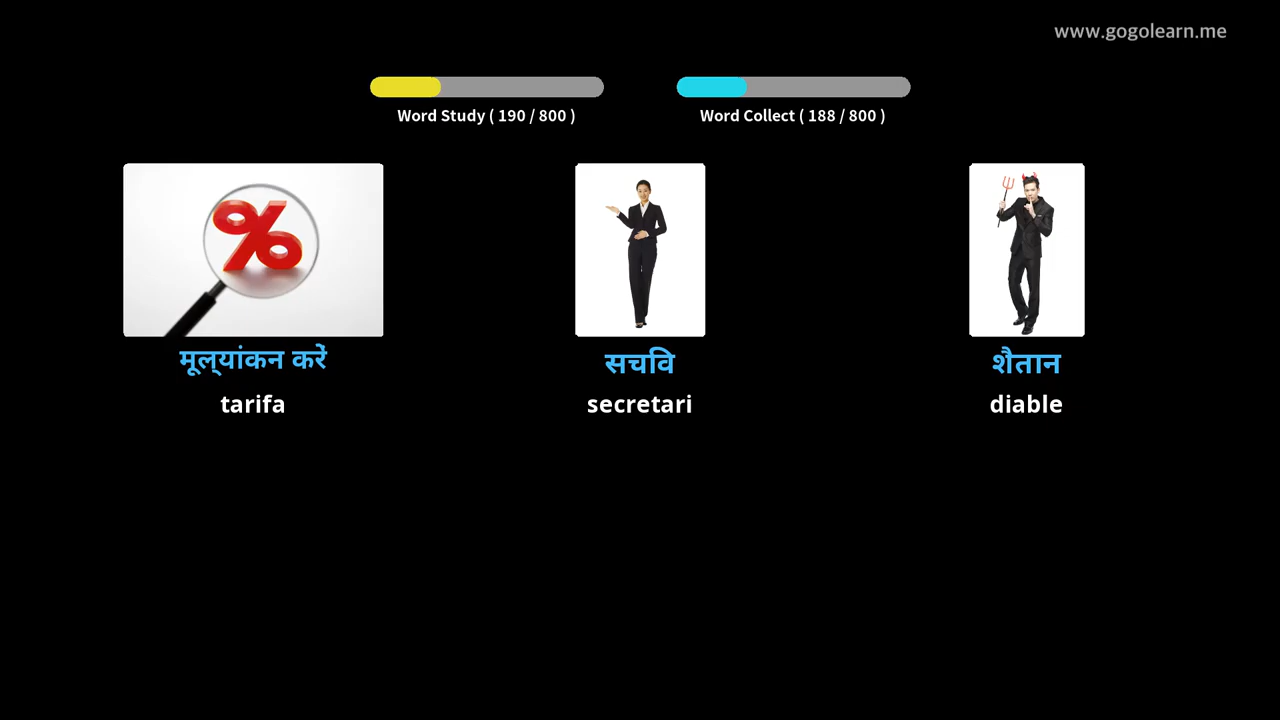 www.gogolearn.me
Word Study ( 190 / 800 )
Word Collect ( 188 / 800 )
मूल्यांकन करें
सचिव
शैतान
tarifa
secretari
diable